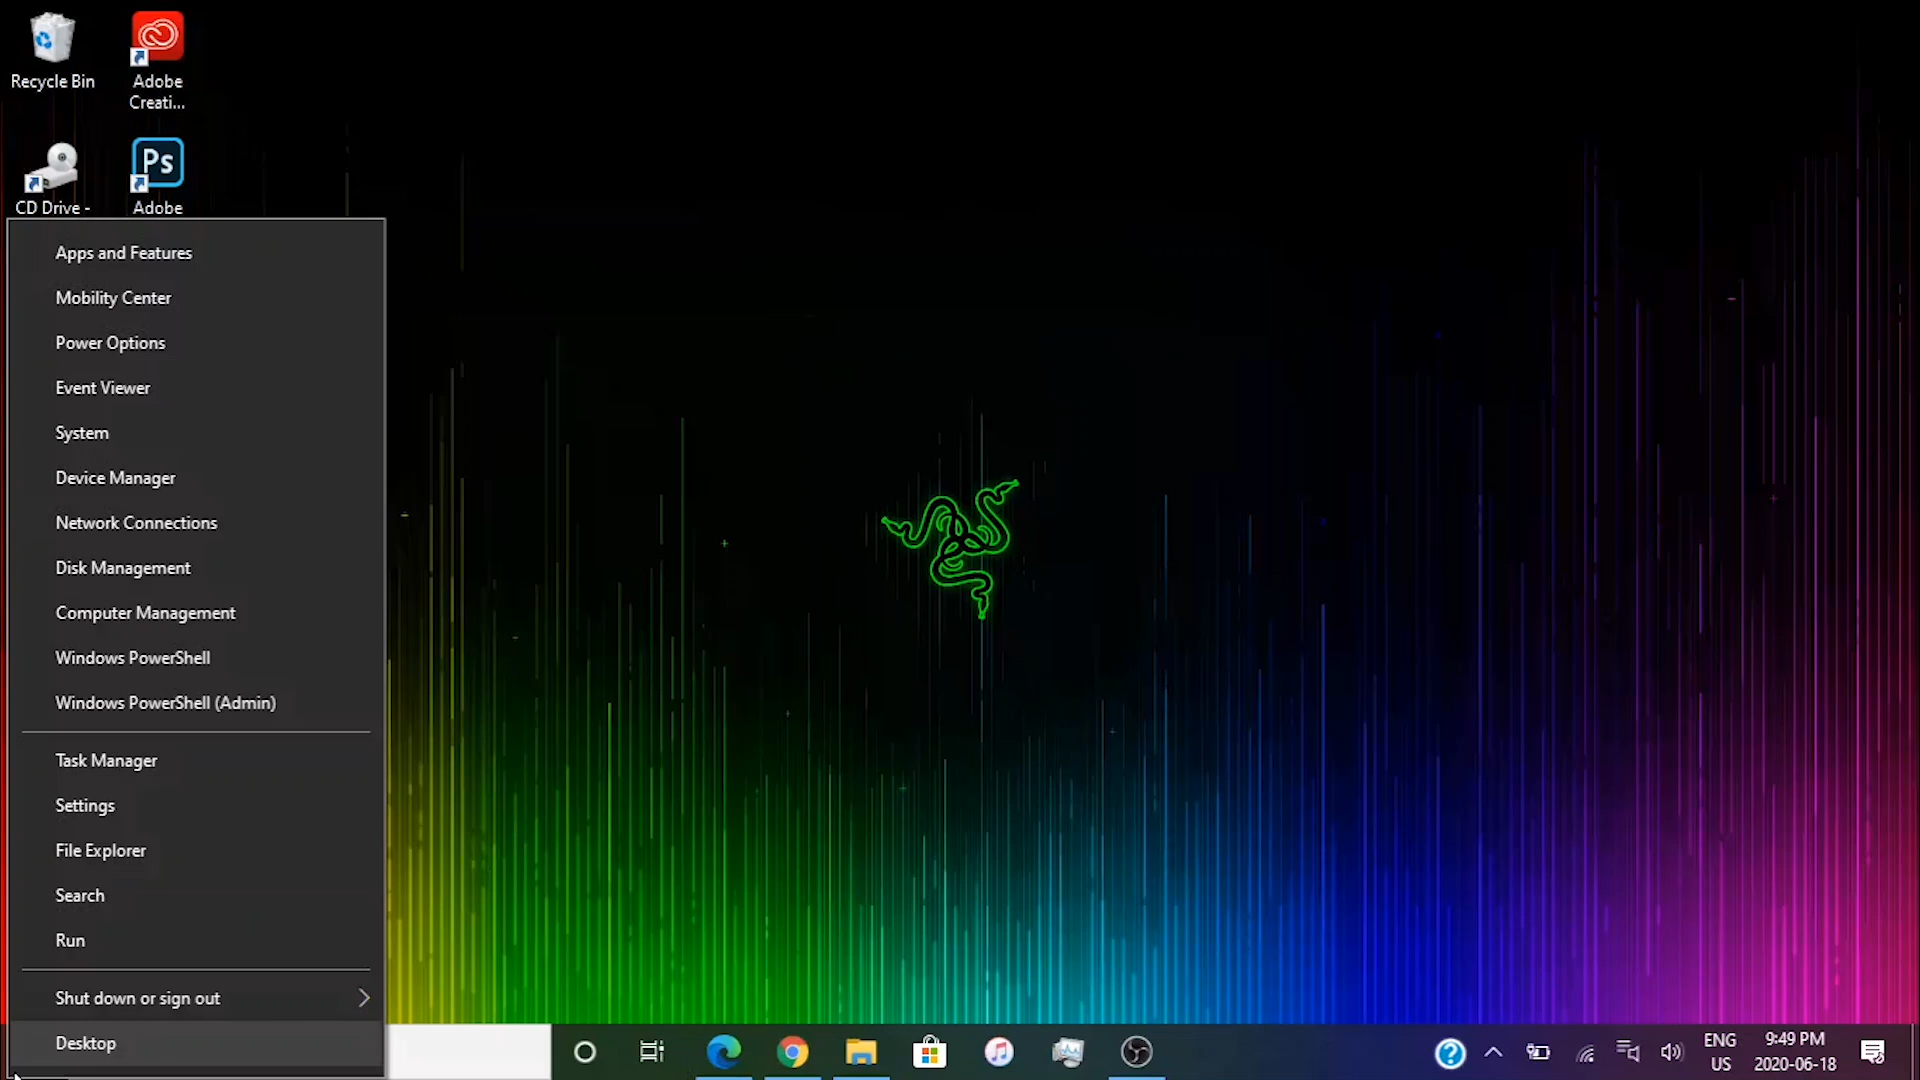 Recycle Bin
Adobe
Creati...
Ps
CD Drive -
Adobe
Apps and Features
Mobility Center
Power Options
Event Viewer
System
Device Manager
Network Connections
Disk Management
Computer Management
Windows PowerShell
Windows PowerShell (Admin)
Task Manager
Settings
File Explorer
Search
Run
Shut down or sign out
Desktop
ENG
US
9:49 PM
2020-06-18